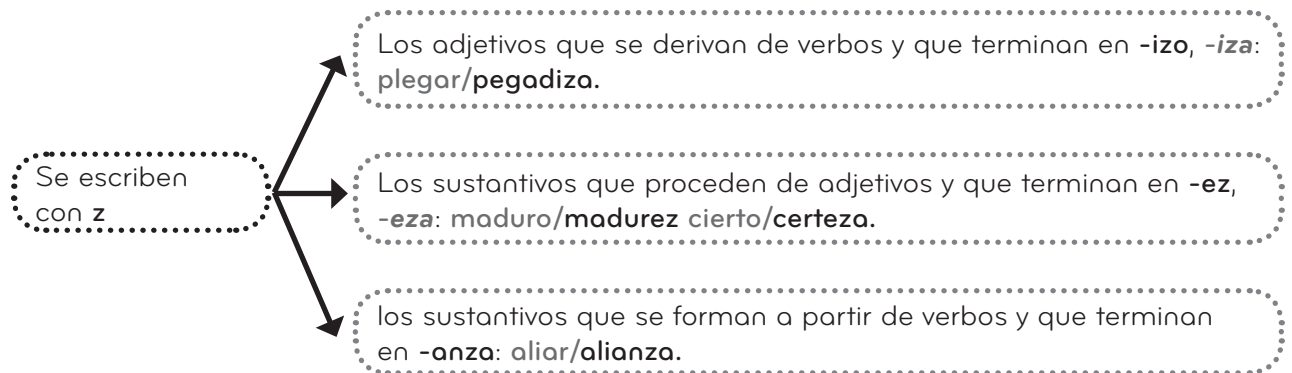 Se escriben
con z
Los adjetivos que se derivan de verbos y que terminan en -izo, -iza:
plegar/pegadiza.
Los sustantivos que proceden de adjetivos y que terminan en -ez,
-eza: maduro/madurez cierto/certeza.
los sustantivos que se forman a partir de verbos y que terminan
en -anza: aliar/alianza.